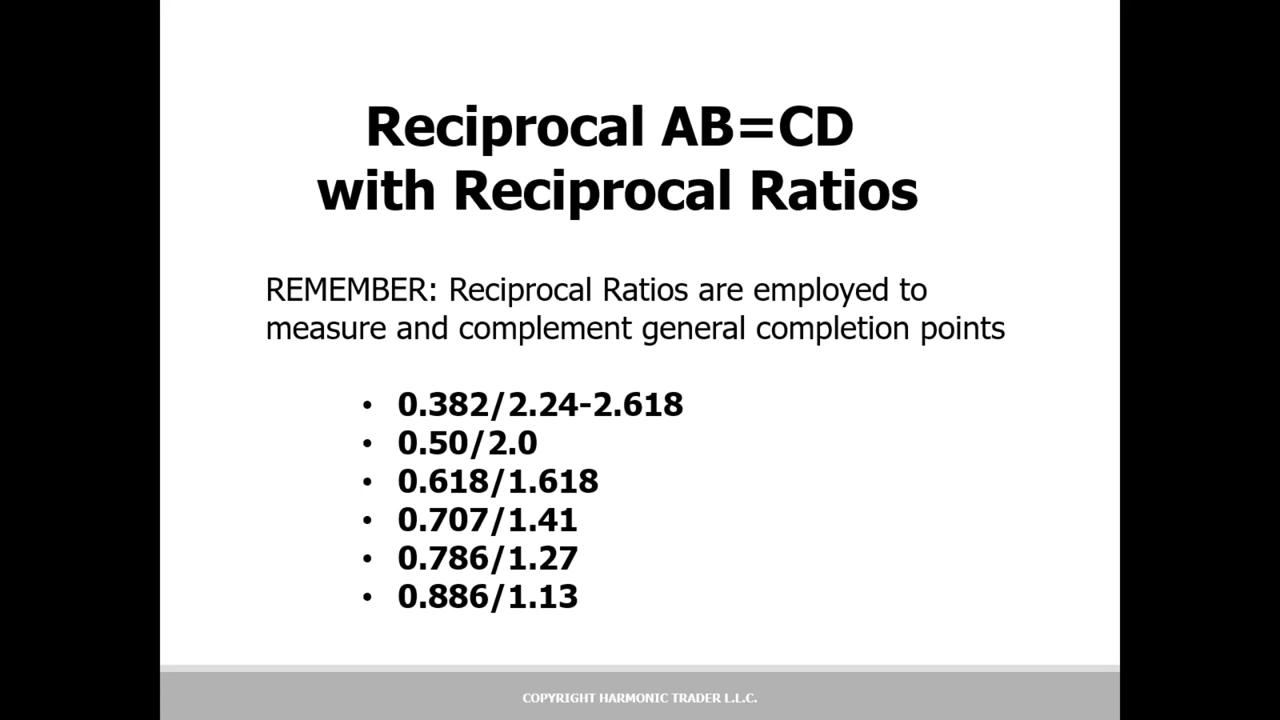 Reciprocal AB=CD
with Reciprocal Ratios
REMEMBER: Reciprocal Ratios are employed to
measure and complement general completion points
• 0.382/2.24-2.618
• 0.50/2.0
• 0.618/1.618
• 0.707/1.41
• 0.786/1.27
• 0.886/1.13
COPYRIGHT HARMONIC TRADER L.L.C.